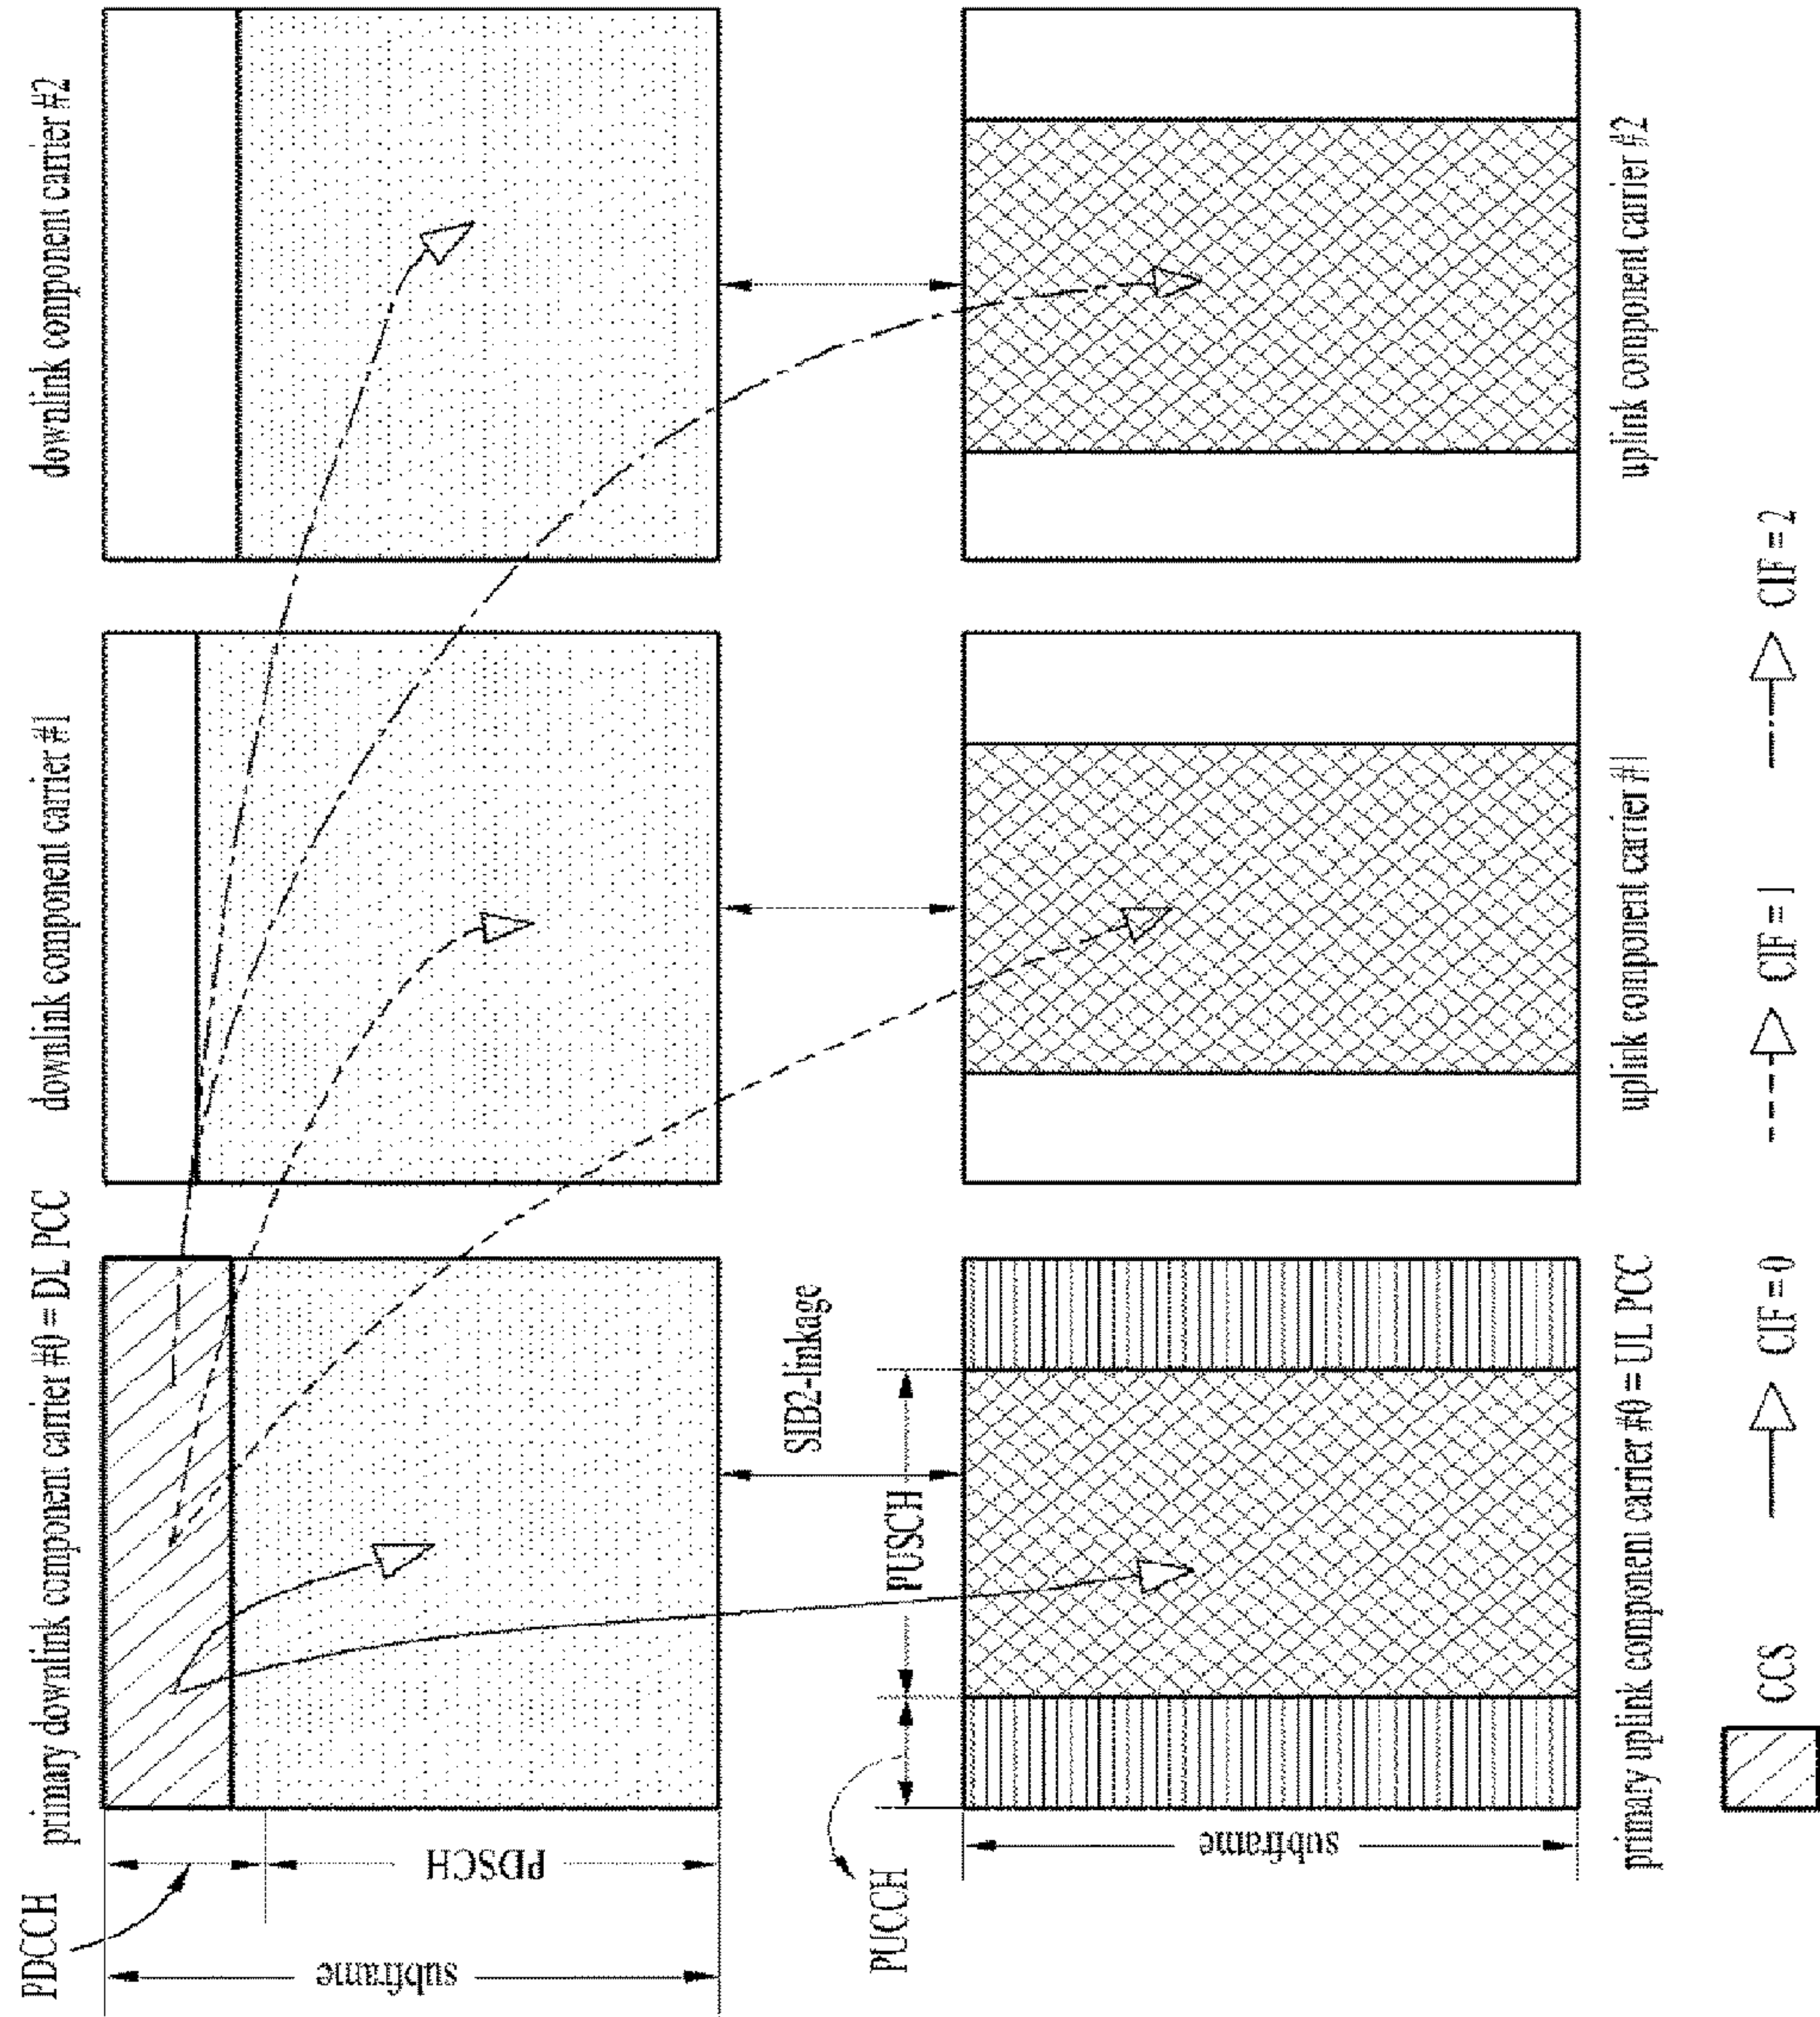 primary downlink component carrier #0 = DL PCC
downlink component carrier #1
downlink component carrier #2
PDCCH
PDSCH
subframe
SIB2-linkage
PUCCH
PUSCH
subframe
primary uplink component carrier #0 = UL PCC
uplink component carrier #1
uplink component carrier #2
CCS
CIF = 0
CIF = 1
CIF = 2